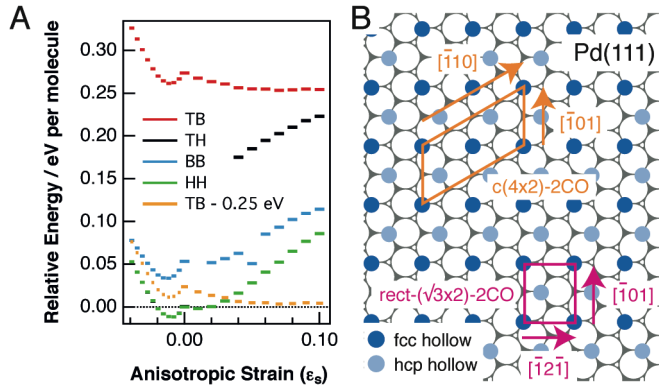 A
Relative Energy / eV per molecule
0.30
0.25
0.20
0.15
0.10
0.05
0.00
TB
TH
BB
HH
TB - 0.25 eV
0.00
0.10
Anisotropic Strain (εs)
B
Pd(111)
[1̄10]
[1̄01]
c(4x2)-2CO
rect-(√3x2)-2CO
[1̄01]
[1̄21̄]
fcc hollow
hcp hollow